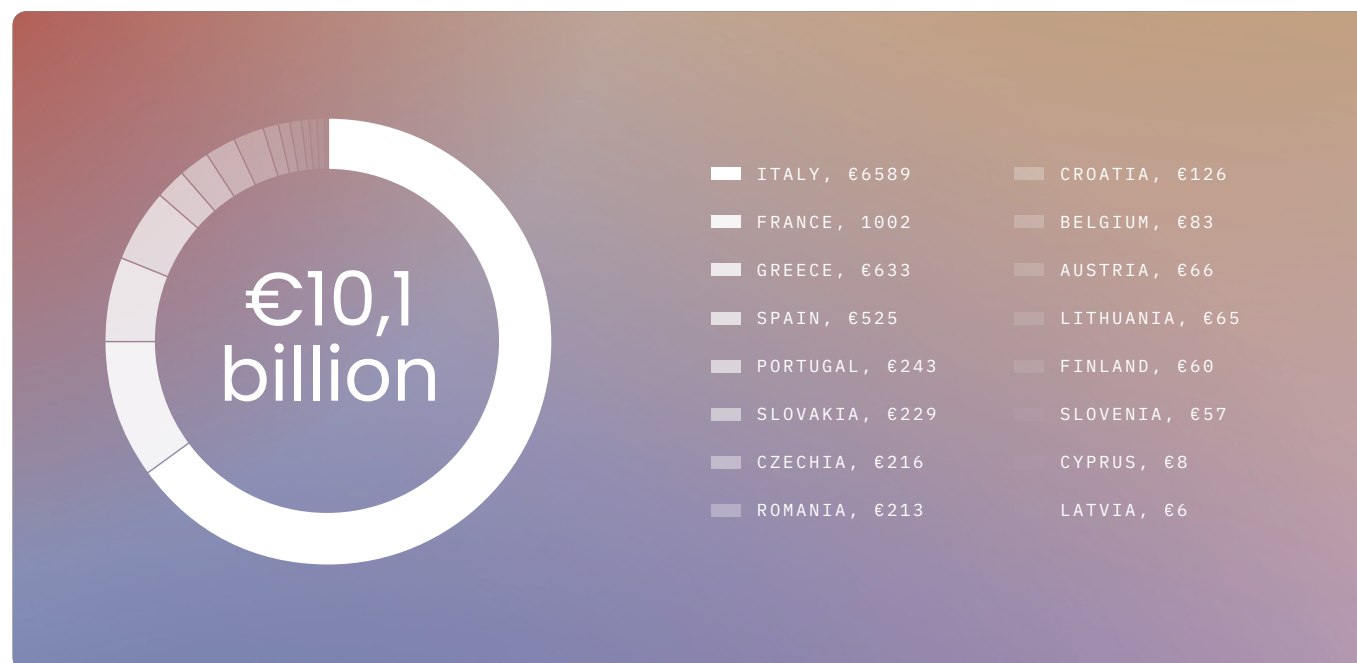 €10,1
billion
ITALY, €6589
FRANCE, 1002
GREECE, €633
SPAIN, €525
PORTUGAL, €243
SLOVAKIA, €229
CZECHIA, €216
ROMANIA, €213
CROATIA, €126
BELGIUM, €83
AUSTRIA, €66
LITHUANIA, €65
FINLAND, €60
SLOVENIA, €57
CYPRUS, €8
LATVIA, €6